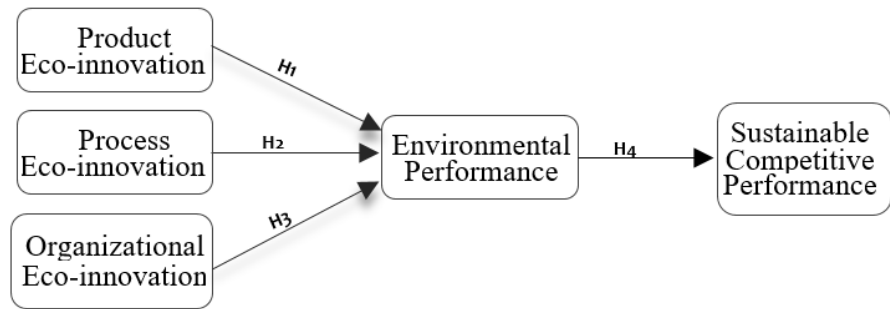 Product
Eco-innovation
H1
Process
Eco-innovation
H2
Organizational
Eco-innovation
H3
Environmental
Performance
H4
Sustainable
Competitive
Performance